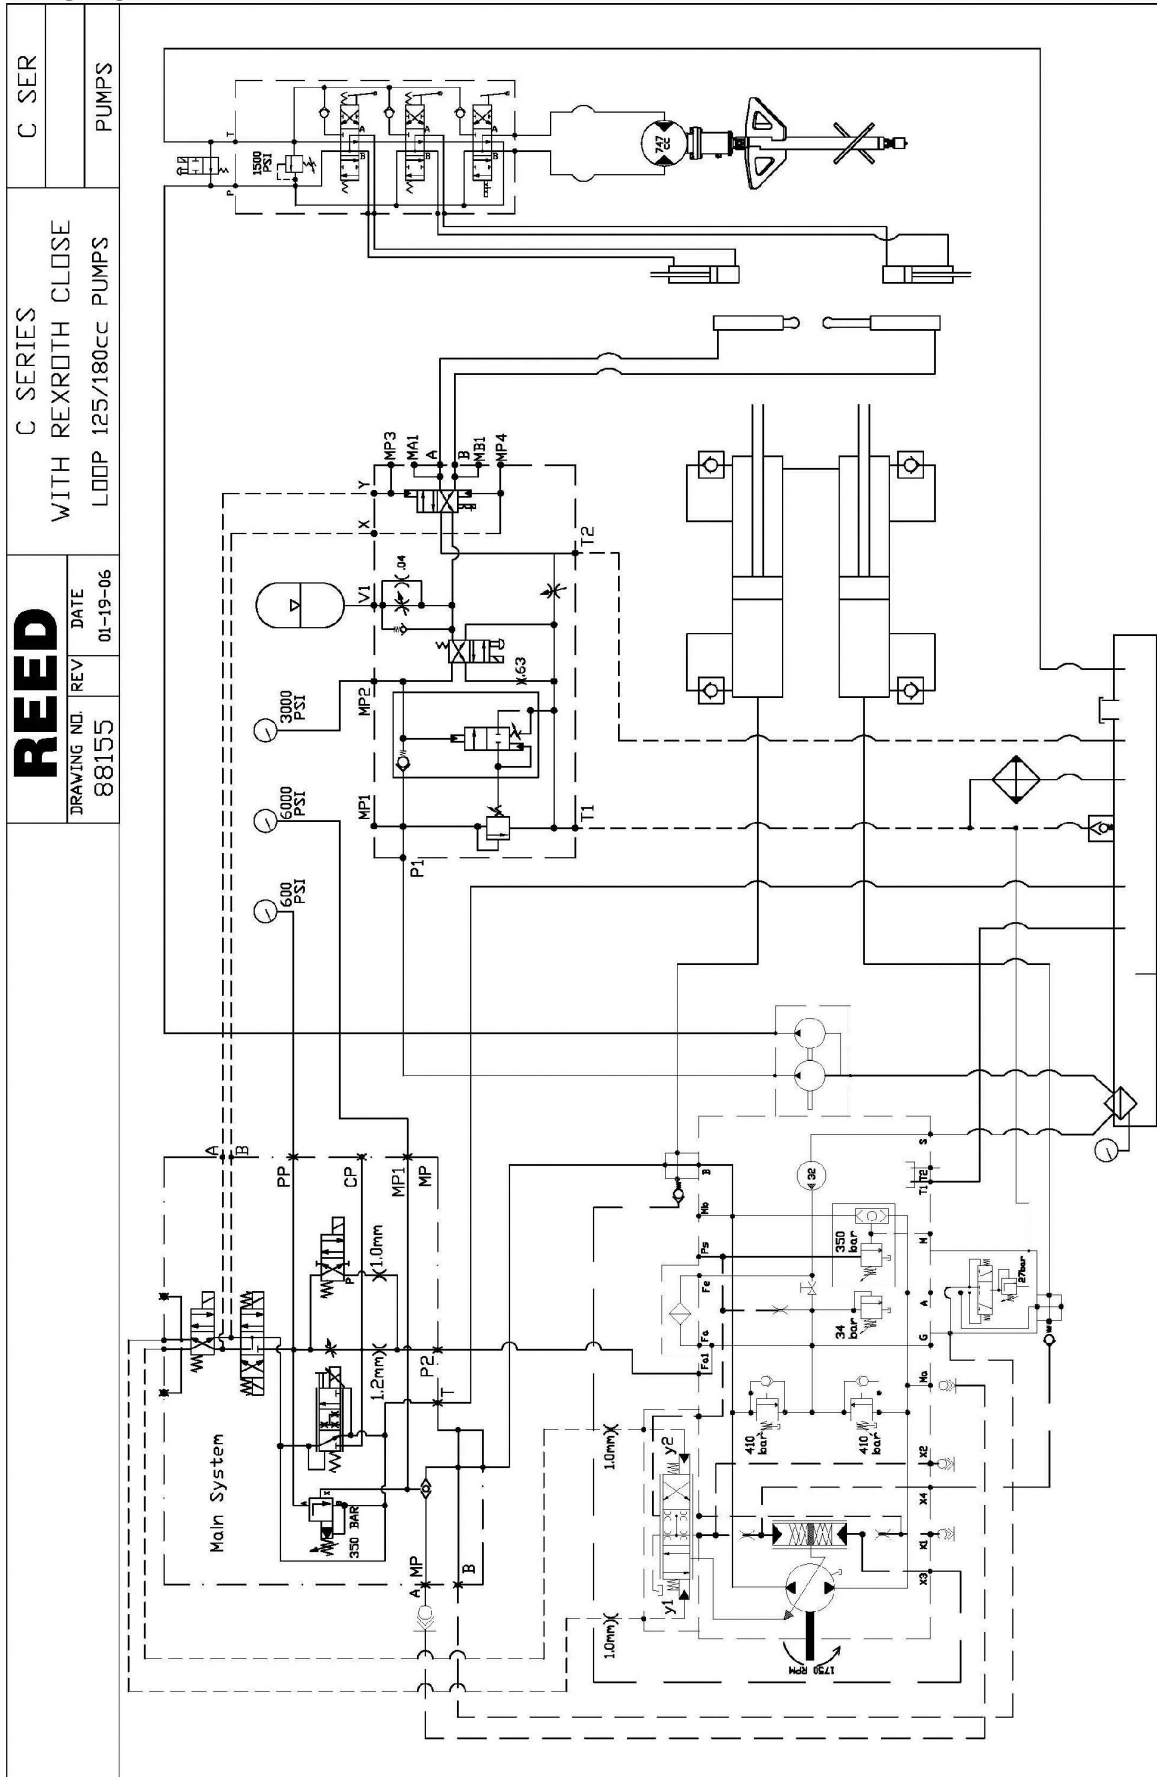 REED
DRAWING NO.
88155
REV
DATE
01-19-06
C SERIES
WITH REXROTH CLOSE
LOOP 125/180cc PUMPS
C SER
PUMPS
Main System
350 BAR
A
B
X
1.2mm
1.0mm
P
A
B
PP
CP
MP1
MP
P2
T
A
MP
B
600
PSI
6000
PSI
3000
PSI
P1
MP1
MP2
V1
X
Y
MP3
MA1
A
B
MB1
MP4
T1
T2
.63
.04
P
T
1500
PSI
A
B
A
B
A
B
747
cc
1.0mm
1.0mm
y1
y2
1750 RPM
410
bar
410
bar
34
bar
350
bar
32
Fa1
Fa
Fe
Ps
Mb
B
X3
X1
X4
X2
Ma
G
A
M
T1
T2
S
27bar